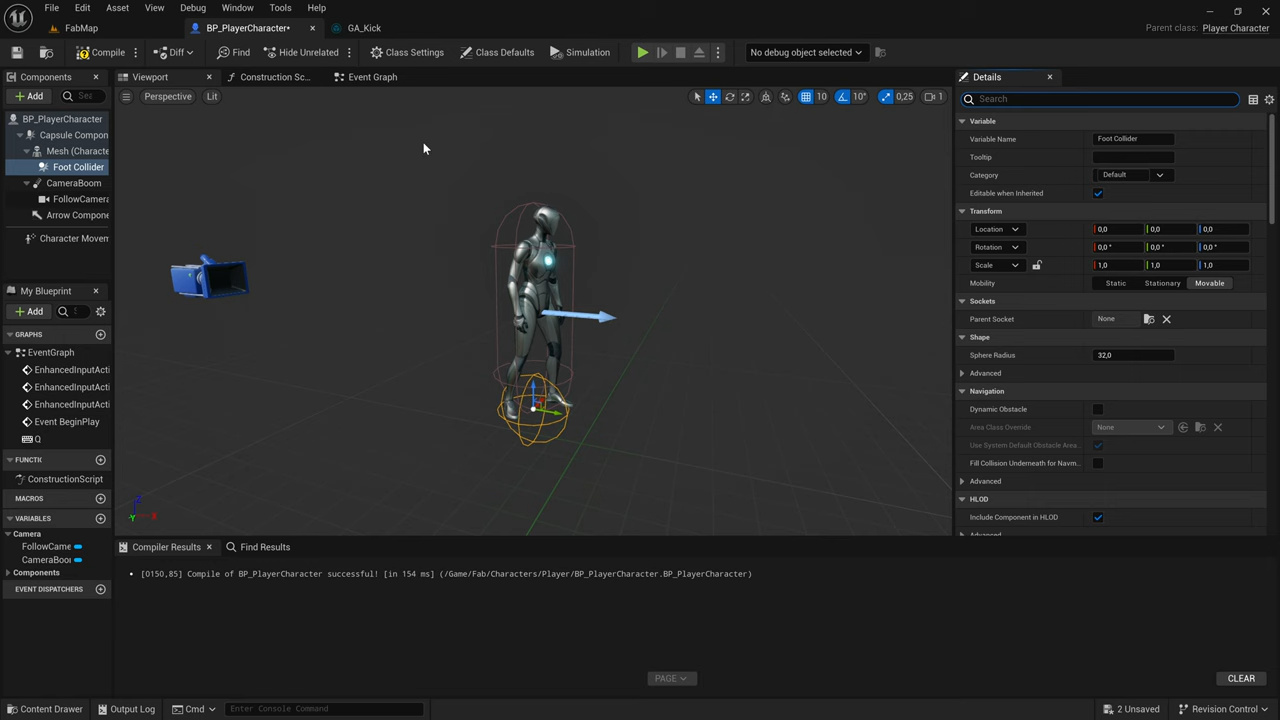 File Edit Asset View Debug Window Tools Help
FabMap
BP_PlayerCharacter*
GA_Kick
Parent class: Player Character
Compile
Diff
Find
Hide Unrelated
Class Settings
Class Defaults
Simulation
No debug object selected
Components
Add
BP_PlayerCharacter
Capsule Compon
Mesh (Characte
Foot Collider
CameraBoom
FollowCamera
Arrow Compone
Character Movem
My Blueprint
Add
GRAPHS
EventGraph
EnhancedInputActi
EnhancedInputActi
EnhancedInputActi
Event BeginPlay
Q
FUNCTIC
ConstructionScript
MACROS
VARIABLES
Camera
FollowCame
CameraBoor
Components
EVENT DISPATCHERS
Viewport
Construction Sc...
Event Graph
Perspective
Lit
10
10°
0,25
1
Compiler Results
Find Results
[0150,85] Compile of BP_PlayerCharacter successful! [in 154 ms] (/Game/Fab/Characters/Player/BP_PlayerCharacter.BP_PlayerCharacter)
PAGE
CLEAR
Details
Search
Variable
Variable Name Foot Collider
Tooltip
Category Default
Editable when Inherited
Transform
Location 0,0 0,0 0,0
Rotation 0,0 ° 0,0 ° 0,0 °
Scale 1,0 1,0 1,0
Mobility Static Stationary Movable
Sockets
Parent Socket None
Shape
Sphere Radius 32,0
Advanced
Navigation
Dynamic Obstacle
Area Class Override None
Use System Default Obstacle Area...
Fill Collision Underneath for Navm...
Advanced
HLOD
Include Component in HLOD
Content Drawer
Output Log
Cmd
Enter Console Command
2 Unsaved
Revision Control